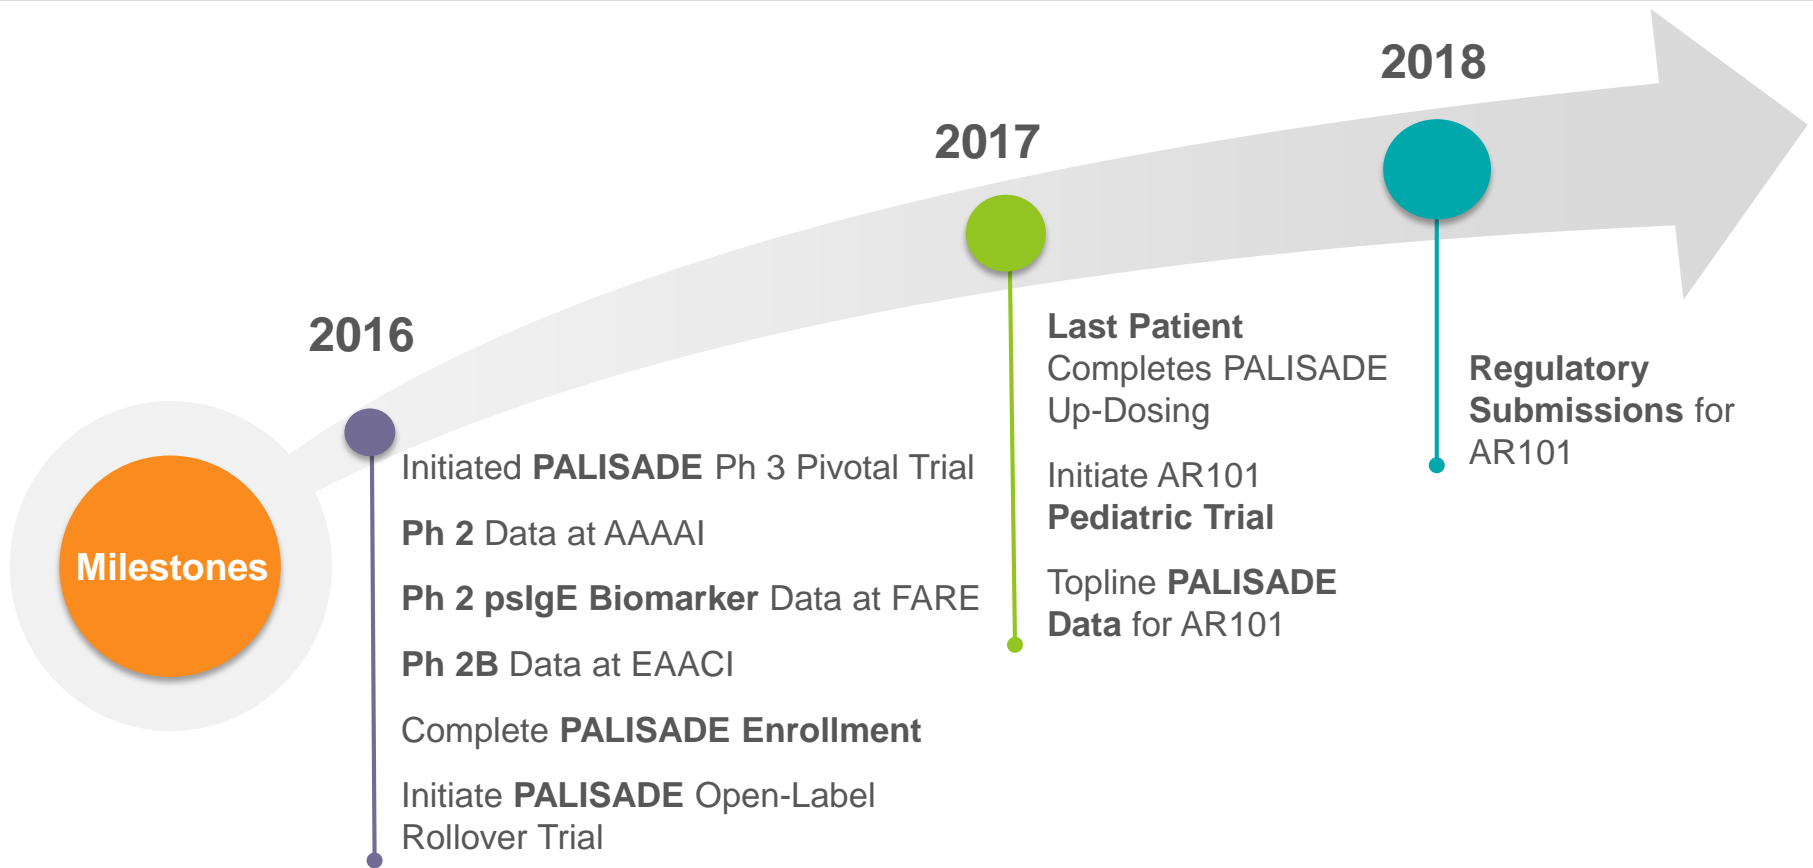 Milestones
2016
Initiated PALISADE Ph 3 Pivotal Trial
Ph 2 Data at AAAAI
Ph 2 psIgE Biomarker Data at FARE
Ph 2B Data at EAACI
Complete PALISADE Enrollment
Initiate PALISADE Open-Label
Rollover Trial
2017
Last Patient
Completes PALISADE
Up-Dosing
Initiate AR101
Pediatric Trial
Topline PALISADE
Data for AR101
2018
Regulatory
Submissions for
AR101